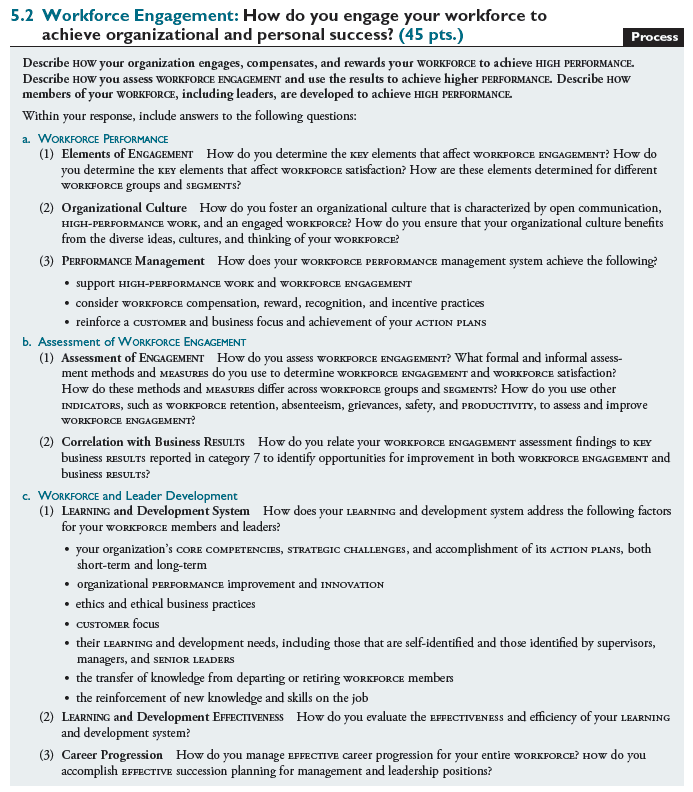 5.2 Workforce Engagement: How do you engage your workforce to
achieve organizational and personal success? (45 pts.)
Process
Describe HOW your organization engages, compensates, and rewards your WORKFORCE to achieve HIGH PERFORMANCE.
Describe HOW you assess WORKFORCE ENGAGEMENT and use the results to achieve higher PERFORMANCE. Describe HOW
members of your WORKFORCE, including leaders, are developed to achieve HIGH PERFORMANCE.
Within your response, include answers to the following questions:
a. WORKFORCE PERFORMANCE
(1) Elements of ENGAGEMENT How do you determine the KEY elements that affect WORKFORCE ENGAGEMENT? How do
you determine the KEY elements that affect WORKFORCE satisfaction? How are these elements determined for different
WORKFORCE groups and SEGMENTS?
(2) Organizational Culture How do you foster an organizational culture that is characterized by open communication,
HIGH-PERFORMANCE WORK, and an engaged WORKFORCE? How do you ensure that your organizational culture benefits
from the diverse ideas, cultures, and thinking of your WORKFORCE?
(3) PERFORMANCE Management How does your WORKFORCE PERFORMANCE management system achieve the following?
• support HIGH-PERFORMANCE WORK and WORKFORCE ENGAGEMENT
• consider WORKFORCE compensation, reward, recognition, and incentive practices
• reinforce a CUSTOMER and business focus and achievement of your ACTION PLANS
b. Assessment of WORKFORCE ENGAGEMENT
(1) Assessment of ENGAGEMENT How do you assess WORKFORCE ENGAGEMENT? What formal and informal assess-
ment methods and MEASURES do you use to determine WORKFORCE ENGAGEMENT and WORKFORCE satisfaction?
How do these methods and MEASURES differ across WORKFORCE groups and SEGMENTS? How do you use other
INDICATORS, such as WORKFORCE retention, absenteeism, grievances, safety, and PRODUCTIVITY, to assess and improve
WORKFORCE ENGAGEMENT?
(2) Correlation with Business RESULTS How do you relate your WORKFORCE ENGAGEMENT assessment findings to KEY
business RESULTS reported in category 7 to identify opportunities for improvement in both WORKFORCE ENGAGEMENT and
business RESULTS?
c. WORKFORCE and Leader Development
(1) LEARNING and Development System How does your LEARNING and development system address the following factors
for your WORKFORCE members and leaders?
• your organization's CORE COMPETENCIES, STRATEGIC CHALLENGES, and accomplishment of its ACTION PLANS, both
short-term and long-term
• organizational PERFORMANCE improvement and INNOVATION
• ethics and ethical business practices
• CUSTOMER focus
• their LEARNING and development needs, including those that are self-identified and those identified by supervisors,
managers, and SENIOR LEADERS
• the transfer of knowledge from departing or retiring WORKFORCE members
• the reinforcement of new knowledge and skills on the job
(2) LEARNING and Development EFFECTIVENESS How do you evaluate the EFFECTIVENESS and efficiency of your LEARNING
and development system?
(3) Career Progression How do you manage EFFECTIVE career progression for your entire WORKFORCE? HOW do you
accomplish EFFECTIVE succession planning for management and leadership positions?